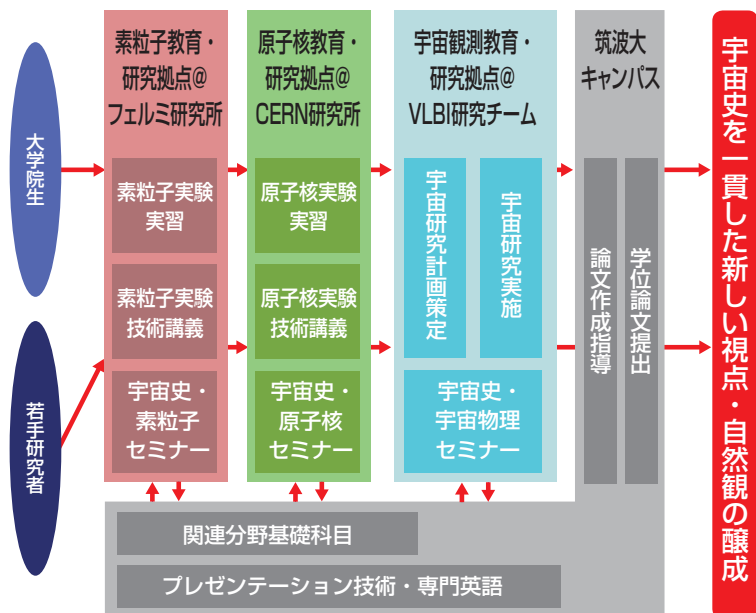 大学院生
若手研究者
素粒子教育・
研究拠点@
フェルミ研究所
素粒子実験
実習
素粒子実験
技術講義
宇宙史・
素粒子
セミナー
原子核教育・
研究拠点@
CERN研究所
原子核実験
実習
原子核実験
技術講義
宇宙史・
原子核
セミナー
宇宙観測教育・
研究拠点@
VLBI研究チーム
宇宙研究計画策定
宇宙研究実施
宇宙史・
宇宙物理
セミナー
筑波大
キャンパス
論文作成指導
学位論文提出
関連分野基礎科目
プレゼンテーション技術・専門英語
宇宙史を一貫した新しい視点・自然観の醸成